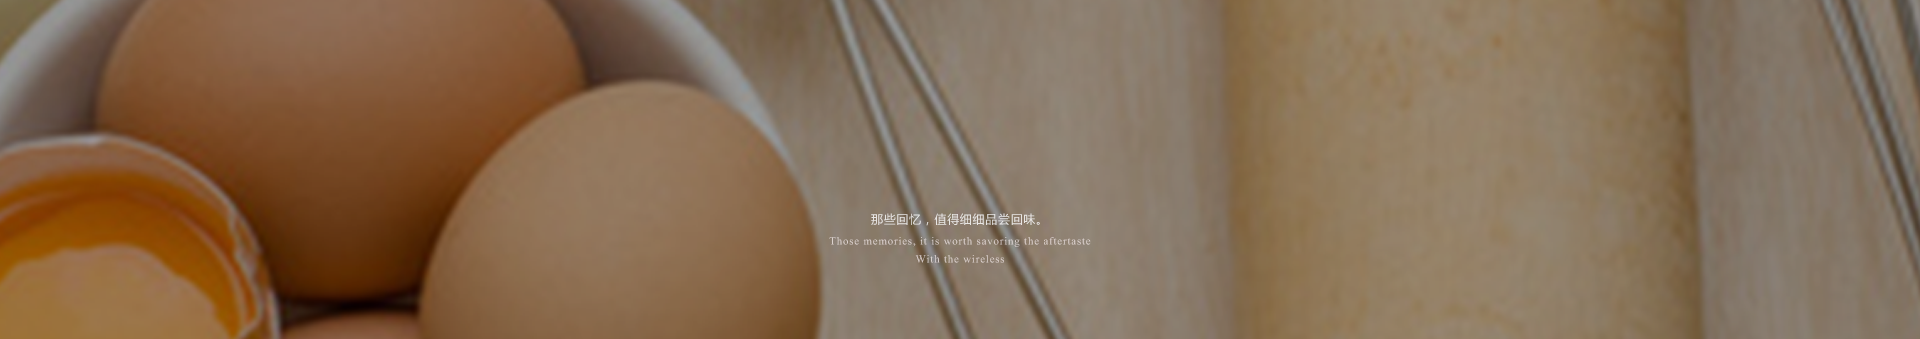 那些回忆，值得细细品尝回味。
Those memories, it is worth savoring the aftertaste
With the wireless